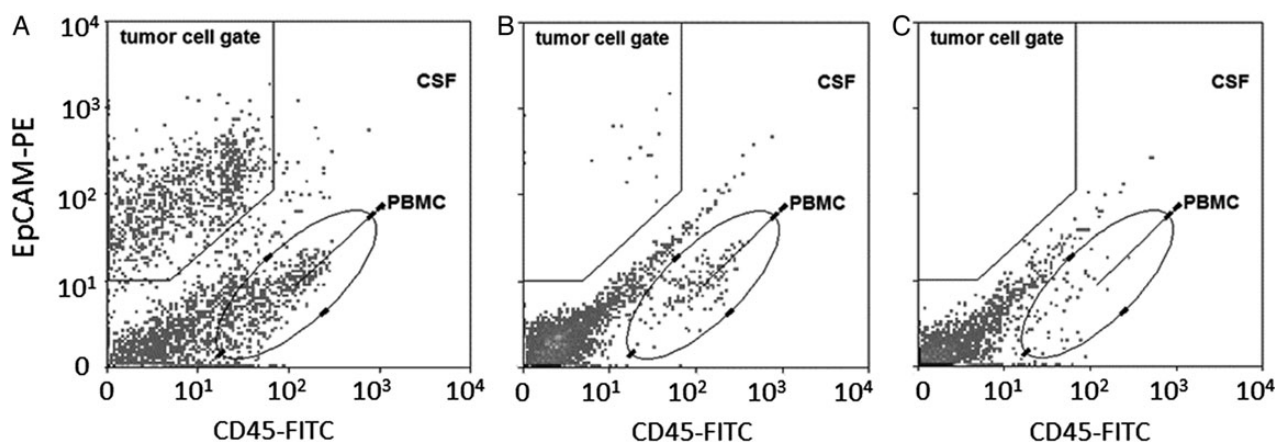 A
B
C
tumor cell gate
tumor cell gate
tumor cell gate
CSF
CSF
CSF
PBMC
PBMC
PBMC
EpCAM-PE
10⁴
10³
10²
10¹
0
0 10¹ 10² 10³ 10⁴
0 10¹ 10² 10³ 10⁴
0 10¹ 10² 10³ 10⁴
CD45-FITC
CD45-FITC
CD45-FITC